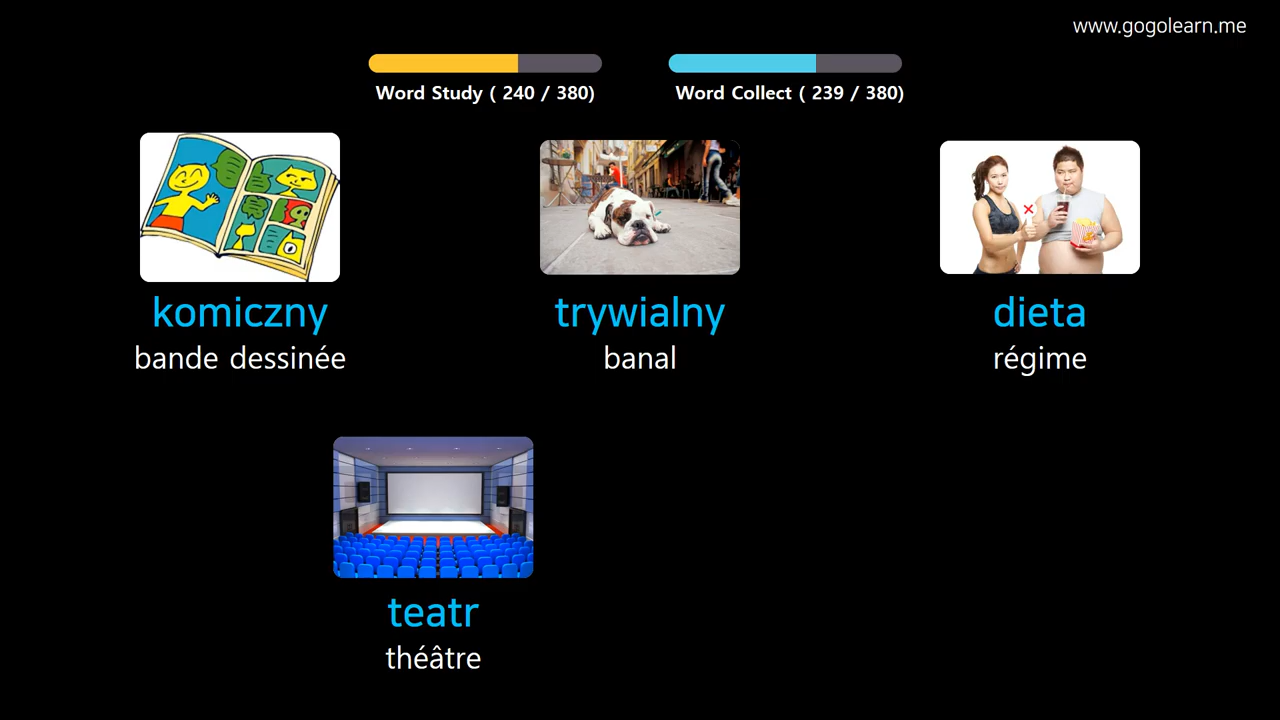 www.gogolearn.me
Word Study ( 240 / 380)
Word Collect ( 239 / 380)
komiczny
bande dessinée
trywialny
banal
dieta
régime
teatr
théâtre